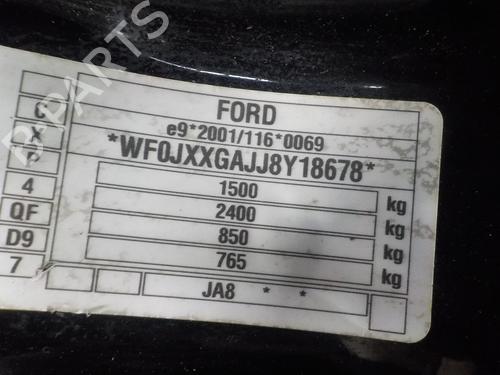 B-PARTS
FORD
e9*2001/116*0069
*WF0JXXGAJJ8Y18678*
1500 kg
2400 kg
850 kg
765 kg
JA8 * *
C
X
P
4
QF
D9
7